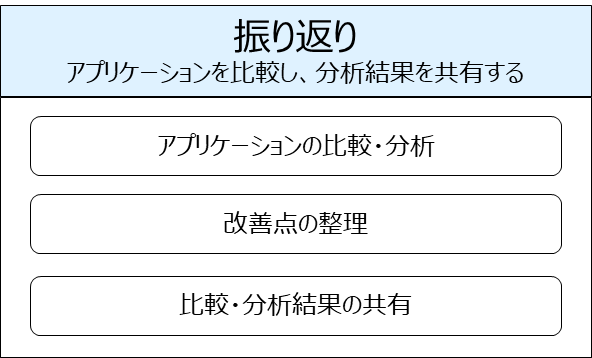 振り返り
アプリケーションを比較し、分析結果を共有する
アプリケーションの比較・分析
改善点の整理
比較・分析結果の共有